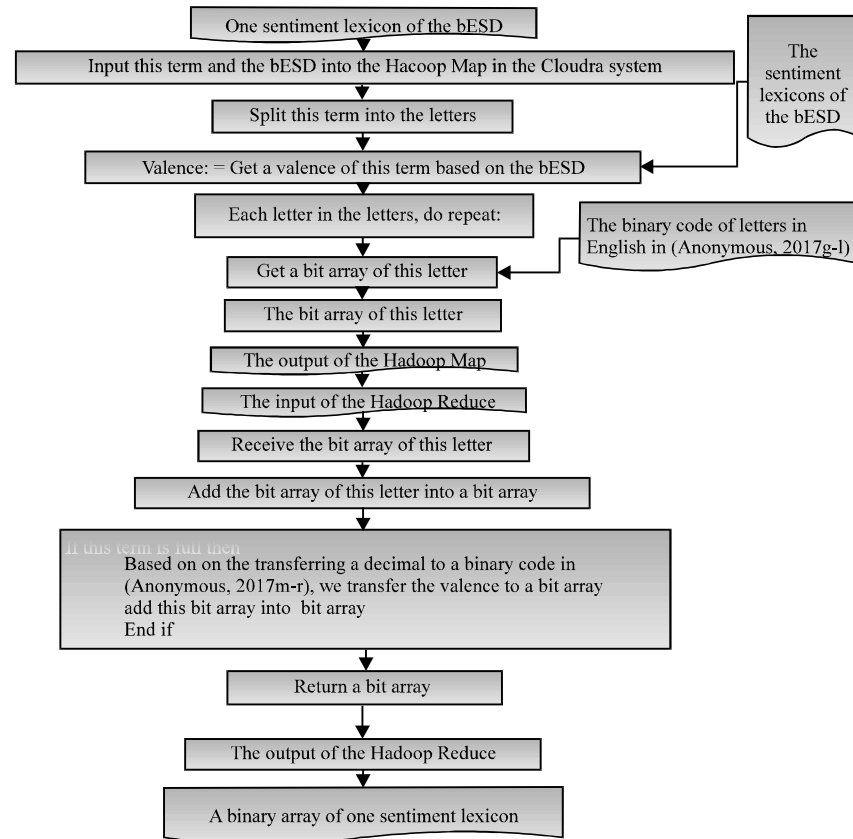 One sentiment lexicon of the bESD
Input this term and the bESD into the Hacoop Map in the Cloudra system
The
sentiment
lexicons of
the bESD
Split this term into the letters
Valence: = Get a valence of this term based on the bESD
Each letter in the letters, do repeat:
The binary code of letters in
English in (Anonymous, 2017g-l)
Get a bit array of this letter
The bit array of this letter
The output of the Hadoop Map
The input of the Hadoop Reduce
Receive the bit array of this letter
Add the bit array of this letter into a bit array
If this term is full then
Based on on the transferring a decimal to a binary code in
(Anonymous, 2017m-r), we transfer the valence to a bit array
add this bit array into bit array
End if
Return a bit array
The output of the Hadoop Reduce
A binary array of one sentiment lexicon